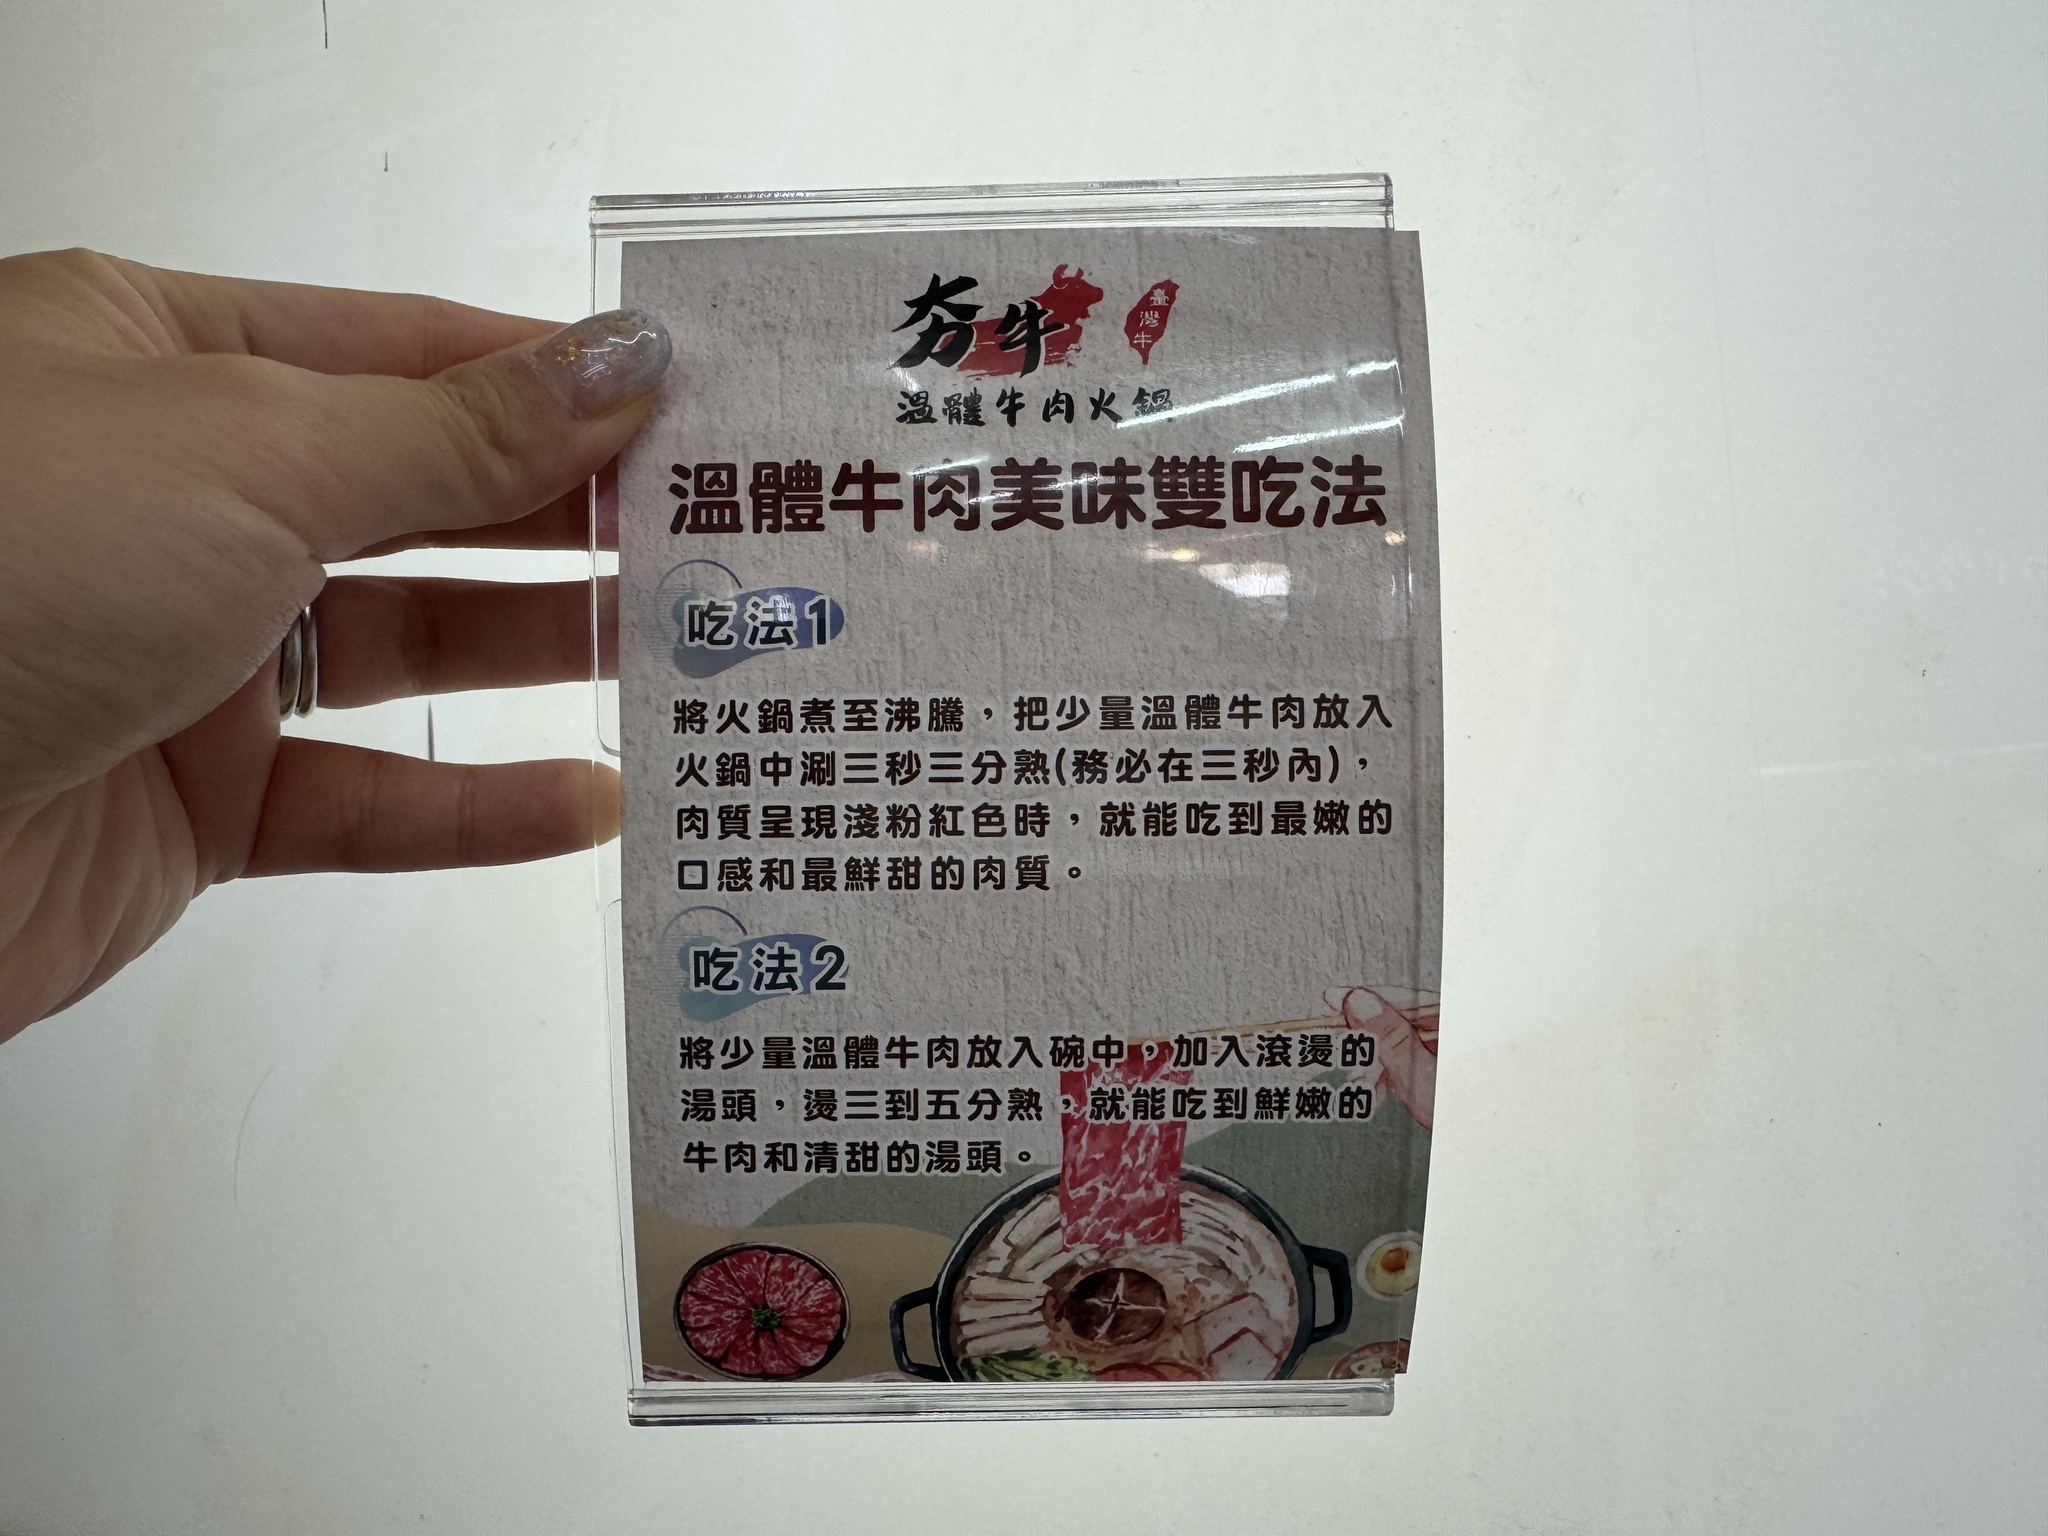 夯牛
臺灣牛
溫體牛肉火鍋
溫體牛肉美味雙吃法
吃法1
將火鍋煮至沸騰，把少量溫體牛肉放入
火鍋中涮三秒三分熟(務必在三秒內)，
肉質呈現淺粉紅色時，就能吃到最嫩的
口感和最鮮甜的肉質。
吃法2
將少量溫體牛肉放入碗中，加入滾燙的
湯頭，燙三到五分熟，就能吃到鮮嫩的
牛肉和清甜的湯頭。